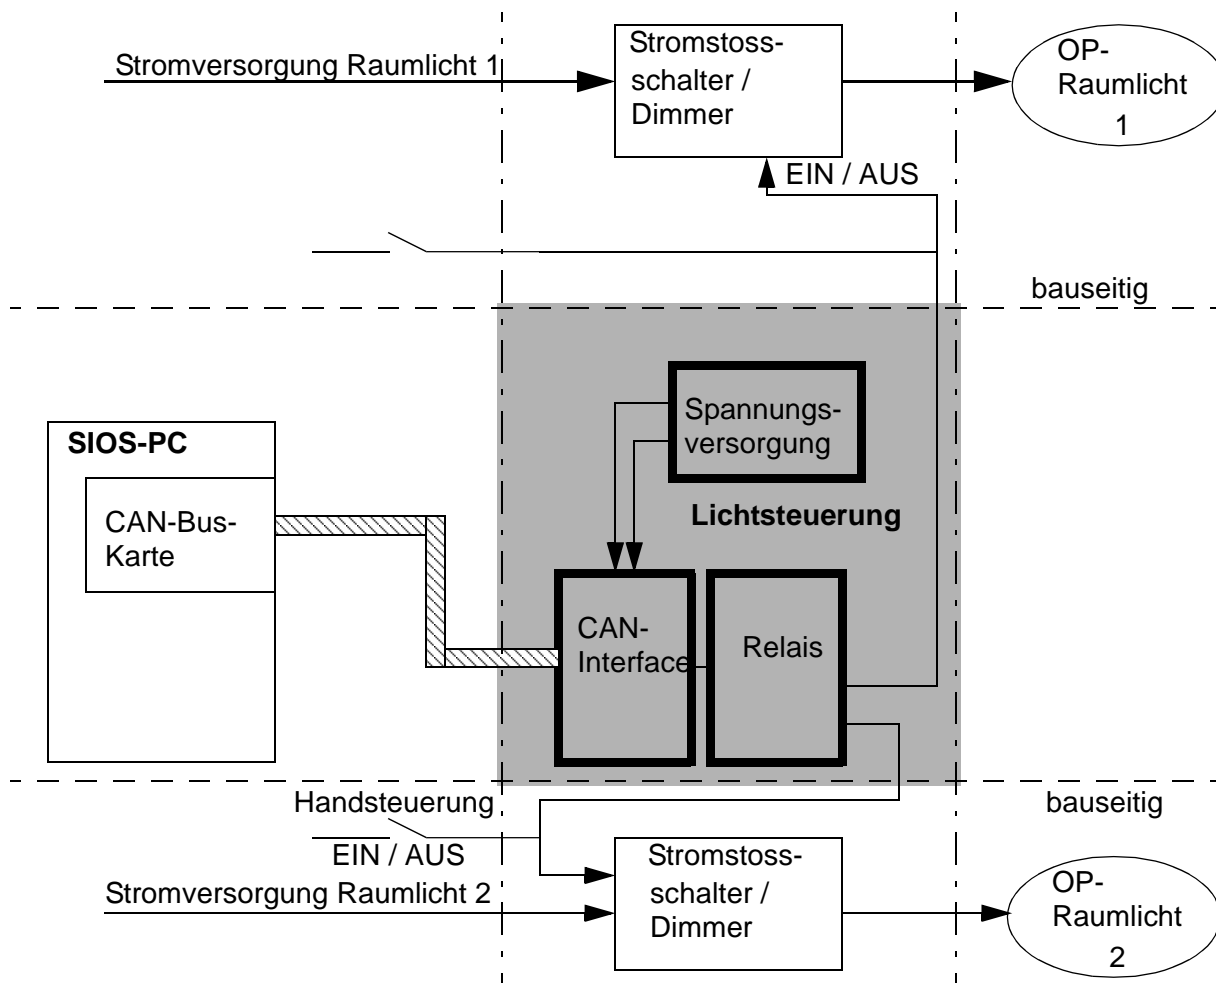 Stromversorgung Raumlicht 1
Stromstoss-
schalter /
Dimmer
OP-
Raumlicht
1
EIN / AUS
bauseitig
SIOS-PC
CAN-Bus-
Karte
Spannungs-
versorgung
Lichtsteuerung
CAN-
Interface
Relais
Handsteuerung
bauseitig
EIN / AUS
Stromversorgung Raumlicht 2
Stromstoss-
schalter /
Dimmer
OP-
Raumlicht
2